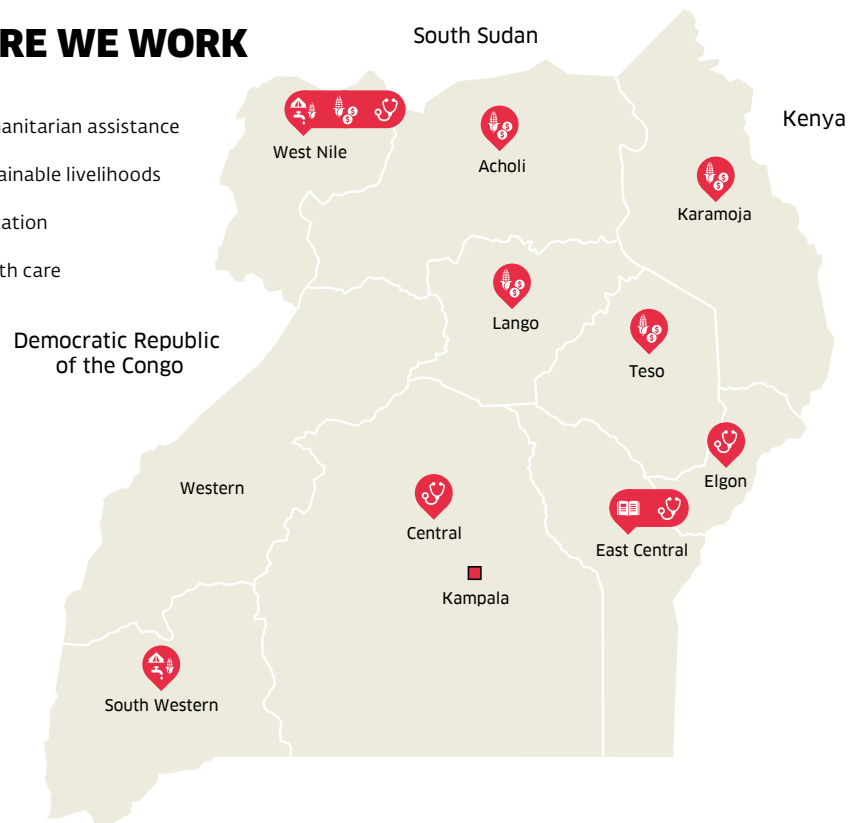 RE WE WORK
anitarian assistance
ainable livelihoods
ation
th care
South Sudan
Kenya
West Nile
Acholi
Karamoja
Lango
Democratic Republic
of the Congo
Teso
Western
Elgon
Central
East Central
Kampala
South Western